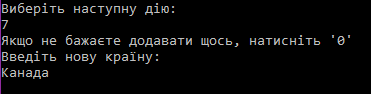 Виберіть наступну дію:
7
Якщо не бажаєте додавати щось, натисніть '0'
Введіть нову країну:
Канада